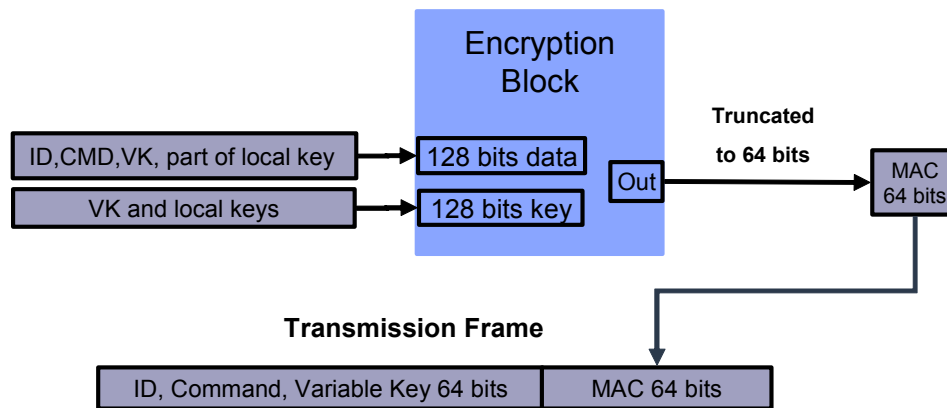 Encryption
Block
Truncated
to 64 bits
ID,CMD,VK, part of local key
128 bits data
Out
MAC
64 bits
VK and local keys
128 bits key
Transmission Frame
ID, Command, Variable Key 64 bits
MAC 64 bits